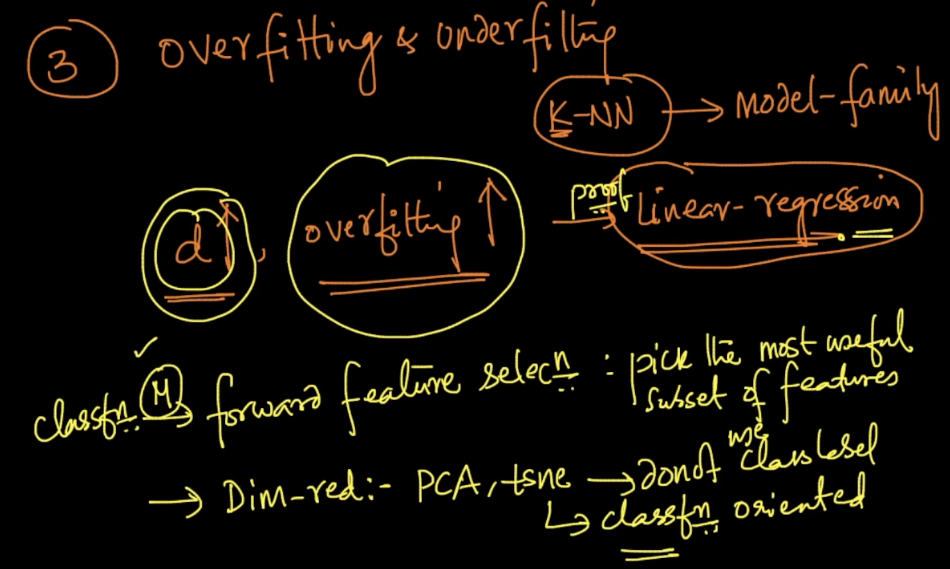 3 overfitting & underfitting
K-NN → model-family
d↑, overfitting ↑ proof → Linear-regression
classfn. M → forward feature selecn : pick the most useful
subset of features
→ Dim-red:- PCA, tsne → donot use class label
↳ classfn. oriented